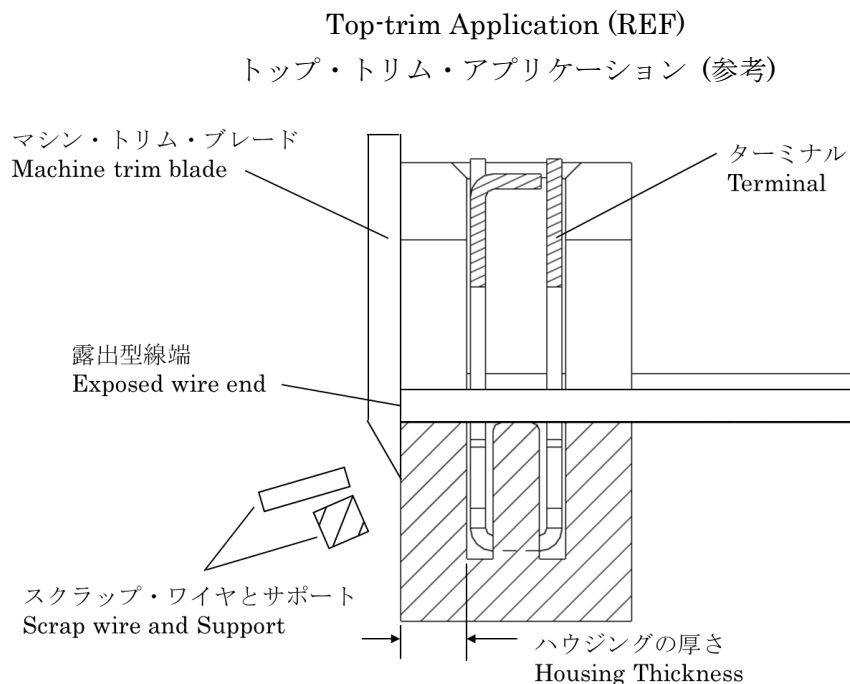 Top-trim Application (REF)
トップ・トリム・アプリケーション (参考)
マシン・トリム・ブレード
Machine trim blade
ターミナル
Terminal
露出型線端
Exposed wire end
スクラップ・ワイヤとサポート
Scrap wire and Support
ハウジングの厚さ
Housing Thickness